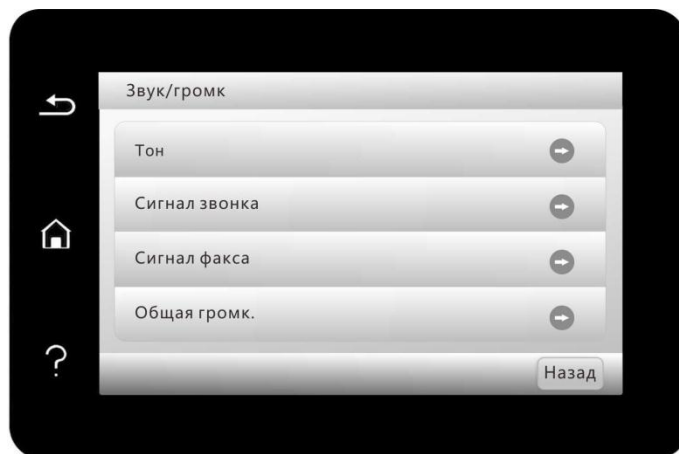 Звук/громк
Тон
Сигнал звонка
Сигнал факса
Общая громк.
Назад